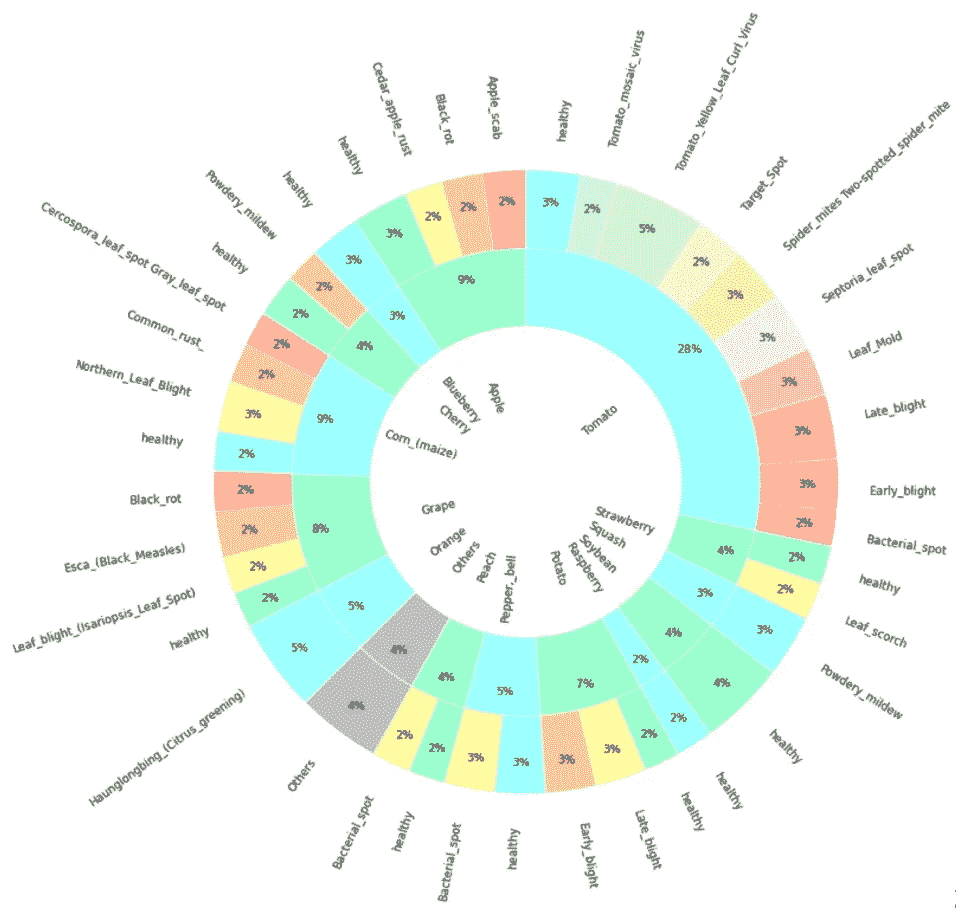 healthy
Tomato_mosaic_virus
Tomato_Yellow_Leaf_Curl_Virus
Target_Spot
Spider_mites Two-spotted_spider_mite
Septoria_leaf_spot
Leaf_Mold
Late_blight
Early_blight
Bacterial_spot
healthy
Leaf_scorch
Powdery_mildew
healthy
healthy
healthy
Late_blight
Early_blight
healthy
Bacterial_spot
healthy
Bacterial_spot
Others
Haunglongbing_(Citrus_greening)
healthy
Leaf_blight_(Isariopsis_Leaf_Spot)
Esca_(Black_Measles)
Black_rot
healthy
Northern_Leaf_Blight
Common_rust_
Cercospora_leaf_spot Gray_leaf_spot
healthy
Powdery_mildew
healthy
healthy
Cedar_apple_rust
Black_rot
Apple_scab
3%
2%
5%
2%
3%
3%
3%
3%
3%
2%
2%
2%
3%
4%
2%
2%
3%
3%
3%
3%
2%
2%
4%
5%
2%
2%
2%
2%
2%
3%
2%
2%
2%
2%
3%
3%
2%
2%
2%
28%
4%
3%
4%
2%
7%
5%
4%
4%
5%
8%
9%
4%
3%
9%
Tomato
Strawberry
Squash
Soybean
Raspberry
Potato
Pepper,_bell
Peach
Others
Orange
Grape
Corn_(maize)
Cherry
Blueberry
Apple